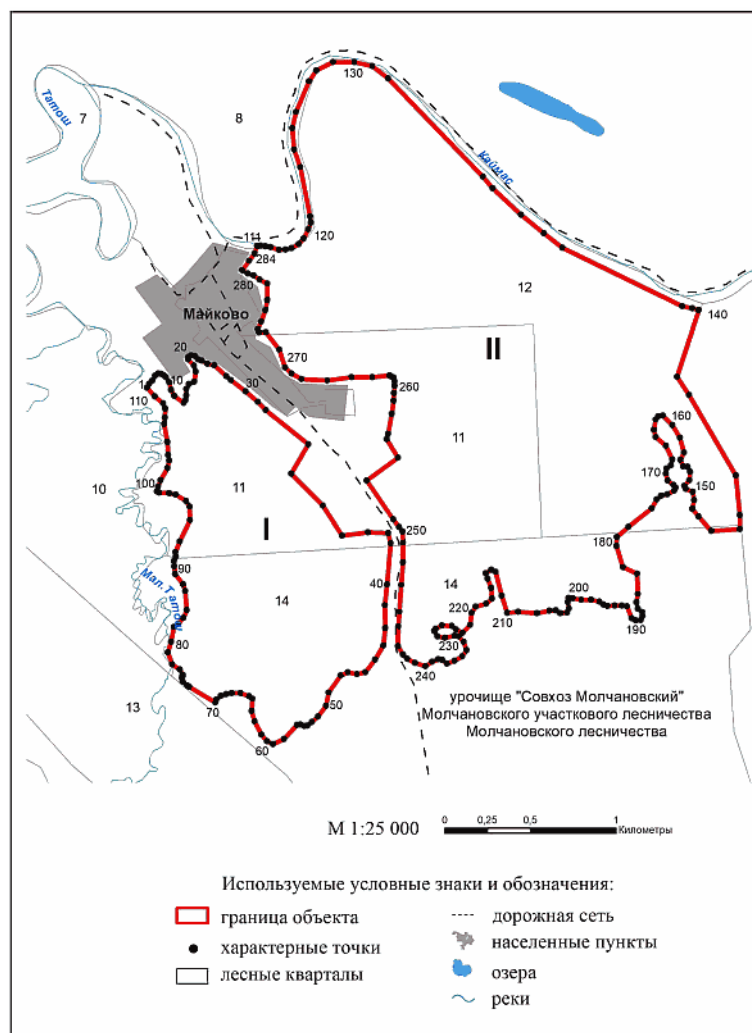 130
Татош
7
8
Каймас
111
120
284
12
280
140
Майково
20
270
II
1
10
30
260
110
160
11
170
10
100
11
150
I
250
180
90
40
14
200
Мал. Татош
14
220
210
190
80
230
240
13
70
50
60
урочище "Совхоз Молчановский"
Молчановского участкового лесничества
Молчановского лесничества
М 1:25 000
0 0,25 0,5 1
Километры
Используемые условные знаки и обозначения:
граница объекта
дорожная сеть
характерные точки
населенные пункты
лесные кварталы
озера
реки